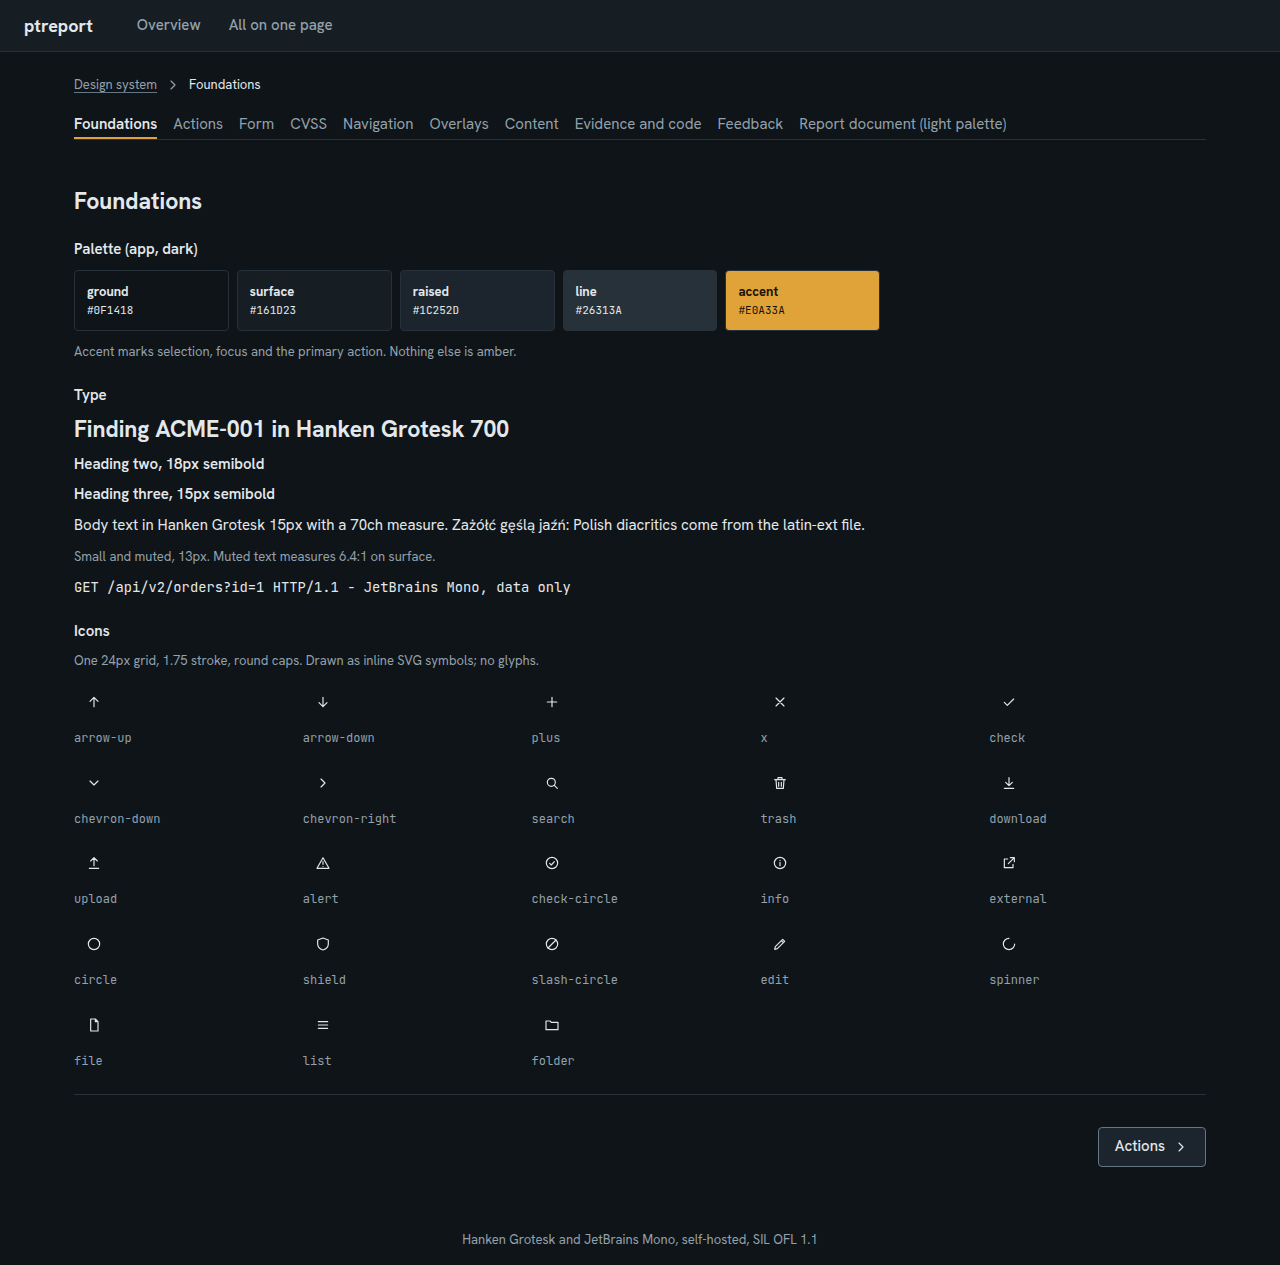 ptreport Overview All on one page
Design system Foundations
Foundations Actions Form CVSS Navigation Overlays Content Evidence and code Feedback Report document (light palette)
Foundations
Palette (app, dark)
ground surface raised line accent
#0F1418 #161D23 #1C252D #26313A #E0A33A
Accent marks selection, focus and the primary action. Nothing else is amber.
Type
Finding ACME-001 in Hanken Grotesk 700
Heading two, 18px semibold
Heading three, 15px semibold
Body text in Hanken Grotesk 15px with a 70ch measure. Zażółć gęślą jaźń: Polish diacritics come from the latin-ext file.
Small and muted, 13px. Muted text measures 6.4:1 on surface.
GET /api/v2/orders?id=1 HTTP/1.1 - JetBrains Mono, data only
Icons
One 24px grid, 1.75 stroke, round caps. Drawn as inline SVG symbols; no glyphs.
arrow-up arrow-down plus x check
chevron-down chevron-right search trash download
upload alert check-circle info external
circle shield slash-circle edit spinner
file list folder
Actions
Hanken Grotesk and JetBrains Mono, self-hosted, SIL OFL 1.1